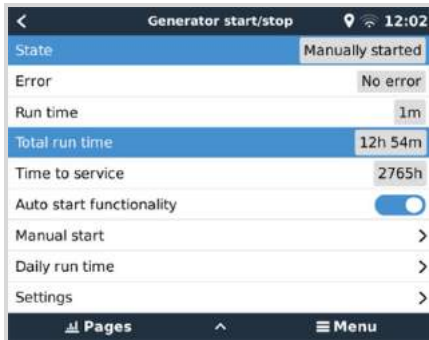 Generator start/stop 12:02
State Manually started
Error No error
Run time 1m
Total run time 12h 54m
Time to service 2765h
Auto start functionality
Manual start
Daily run time
Settings
Pages Menu